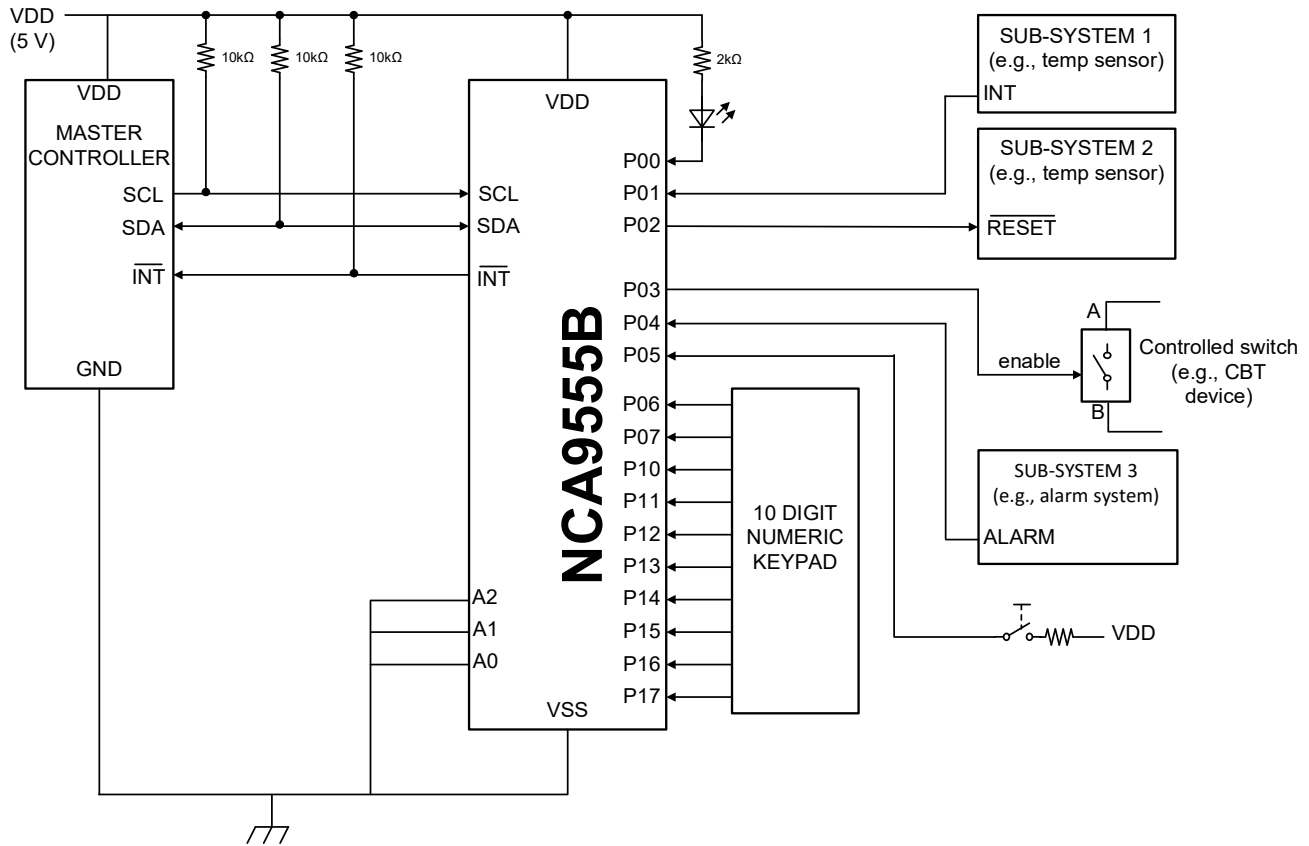 VDD
(5 V)
10kΩ
10kΩ
10kΩ
2kΩ
VDD
MASTER
CONTROLLER
SCL
SDA
INT
GND
VDD
SCL
SDA
INT
A2
A1
A0
VSS
NCA9555B
P00
P01
P02
P03
P04
P05
P06
P07
P10
P11
P12
P13
P14
P15
P16
P17
10 DIGIT
NUMERIC
KEYPAD
SUB-SYSTEM 1
(e.g., temp sensor)
INT
SUB-SYSTEM 2
(e.g., temp sensor)
RESET
A
enable
B
Controlled switch
(e.g., CBT
device)
SUB-SYSTEM 3
(e.g., alarm system)
ALARM
VDD